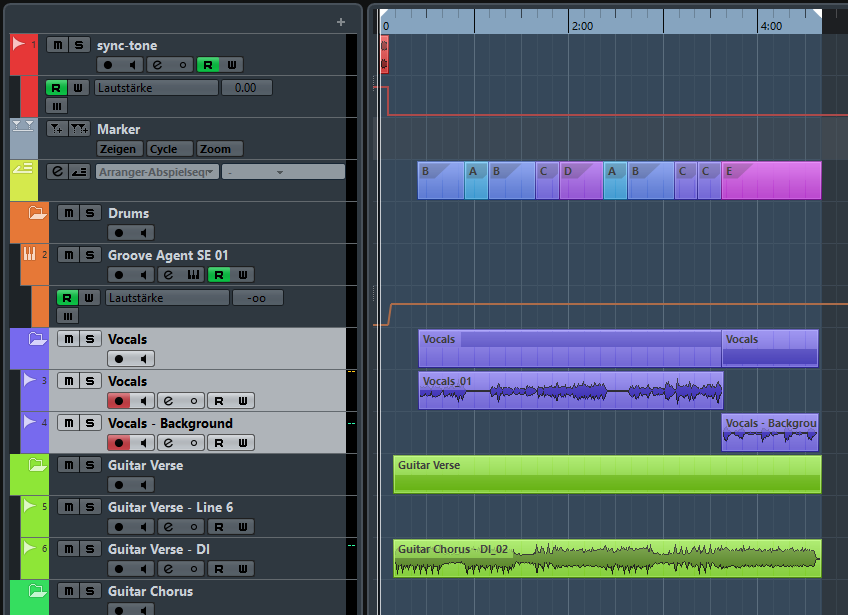 +
0 2:00 4:00
1 m S sync-tone
e R W
R W Lautstärke 0.00
Marker
Zeigen Cycle Zoom
e Arranger-Abspielseq -
B A B C D A B C C E
m S Drums
2 m S Groove Agent SE 01
e R W
R W Lautstärke -oo
m S Vocals
Vocals Vocals
3 m S Vocals
e R W
Vocals_01
4 m S Vocals - Background
e R W
Vocals - Backgrou
m S Guitar Verse
Guitar Verse
5 m S Guitar Verse - Line 6
e R W
6 m S Guitar Verse - DI
e R W
Guitar Chorus - DI_02
m S Guitar Chorus